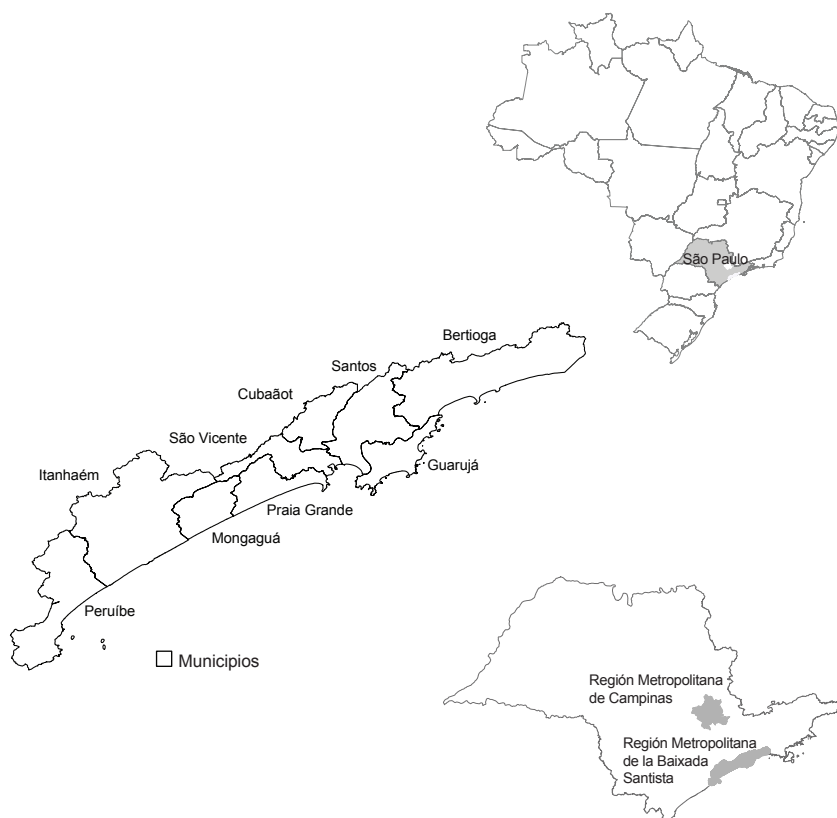 São Paulo
Bertioga
Santos
Cubaãot
São Vicente
Itanhaém
Guarujá
Praia Grande
Mongaguá
Peruíbe
Municipios
Región Metropolitana
de Campinas
Región Metropolitana
de la Baixada
Santista